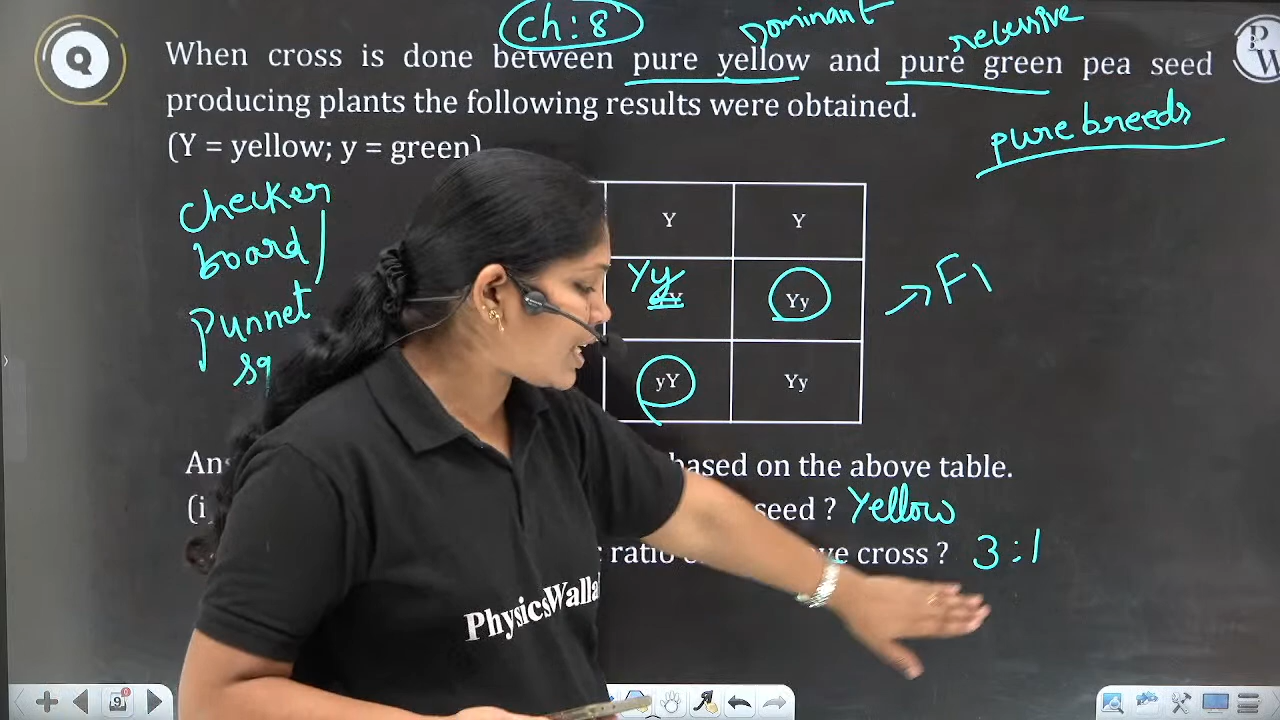 ch: 8
Dominant
recessive
Q
When cross is done between pure yellow and pure green pea seed
PW
producing plants the following results were obtained.
pure breeds
(Y = yellow; y = green)
checker
board/
punnet
Y Y
Yy Yy
→ F1
yY Yy
based on the above table.
seed ? Yellow
ratio cross ? 3:1
PhysicsWalla